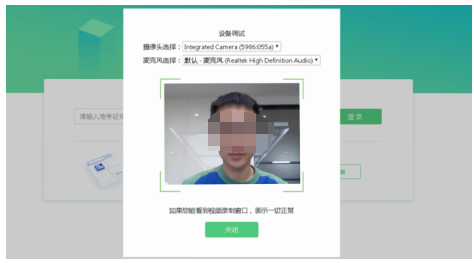 设备调试
摄像头选择：Integrated Camera (5986:055a)
麦克风选择：默认 - 麦克风 (Realtek High Definition Audio)
请输入准考证号
登录
如果您能看到视频录制窗口，表示一切正常
关闭